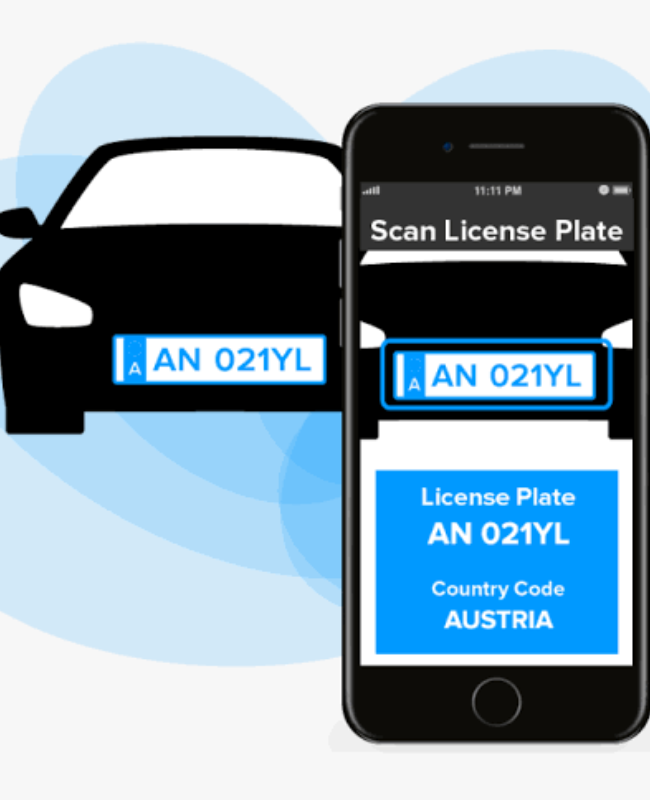 A AN 021YL
11:11 PM
Scan License Plate
A AN 021YL
License Plate
AN 021YL
Country Code
AUSTRIA